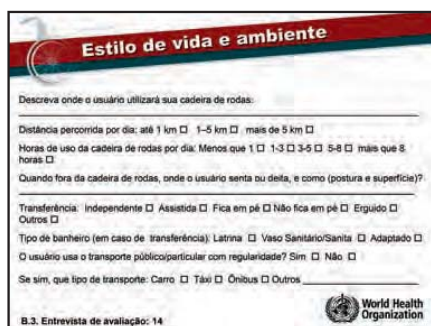 Estilo de vida e ambiente
Descreva onde o usuário utilizará sua cadeira de rodas:
Distância percorrida por dia: até 1 km ☐ 1–5 km ☐ mais de 5 km ☐
Horas de uso da cadeira de rodas por dia: Menos que 1 ☐ 1-3 ☐ 3-5 ☐ 5-8 ☐ mais que 8
horas ☐
Quando fora da cadeira de rodas, onde o usuário senta ou deita, e como (postura e superfície)?
Transferência: Independente ☐ Assistida ☐ Fica em pé ☐ Não fica em pé ☐ Erguido ☐
Outros ☐
Tipo de banheiro (em caso de transferência): Latrina ☐ Vaso Sanitário/Sanita ☐ Adaptado ☐
O usuário usa o transporte público/particular com regularidade? Sim ☐ Não ☐
Se sim, que tipo de transporte: Carro ☐ Táxi ☐ Ônibus ☐ Outros
World Health
Organization
B.3. Entrevista de avaliação: 14